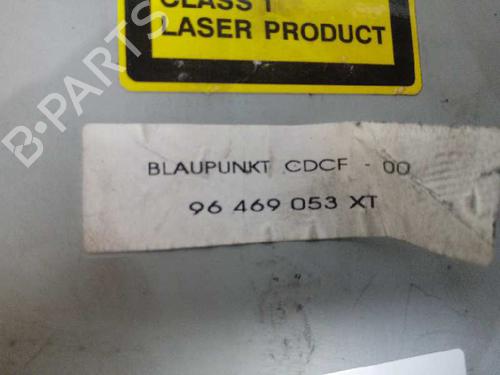 CLASS 1
LASER PRODUCT
BLAUPUNKT CDCF - 00
96 469 053 XT
B-PARTS